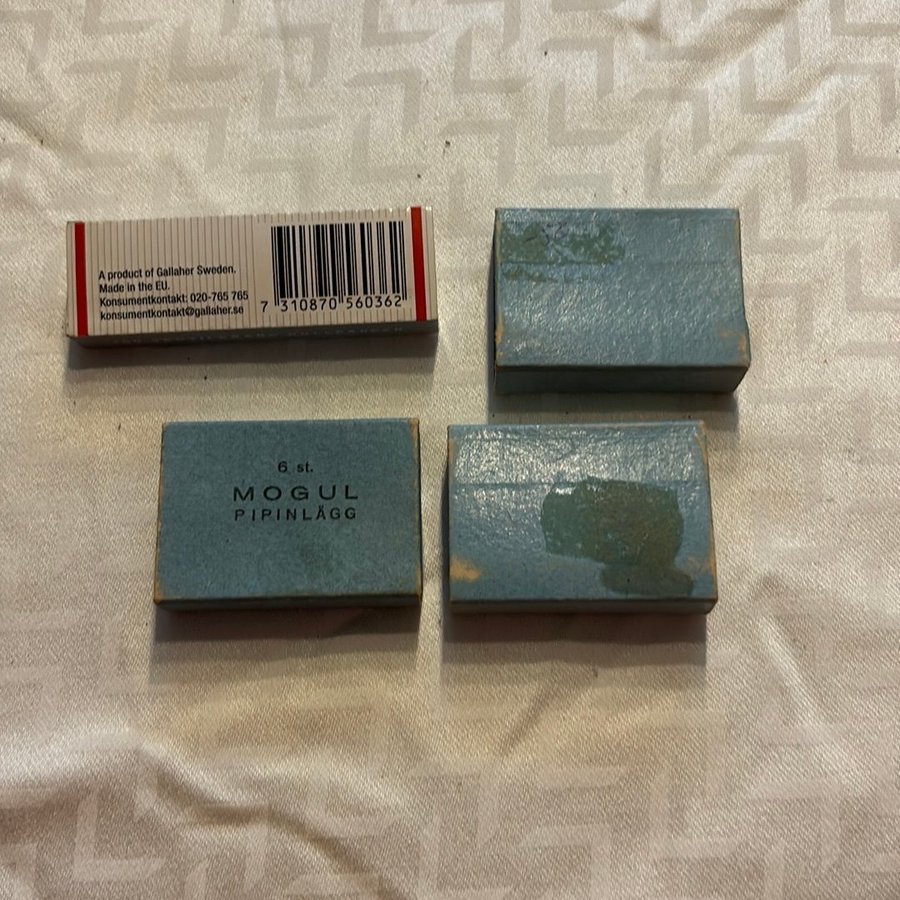 A product of Gallaher Sweden.
Made in the EU.
Konsumentkontakt: 020-765 765
konsumentkontakt@gallaher.se
7 310870 560362
6 st.
MOGUL
PIPINLÄGG